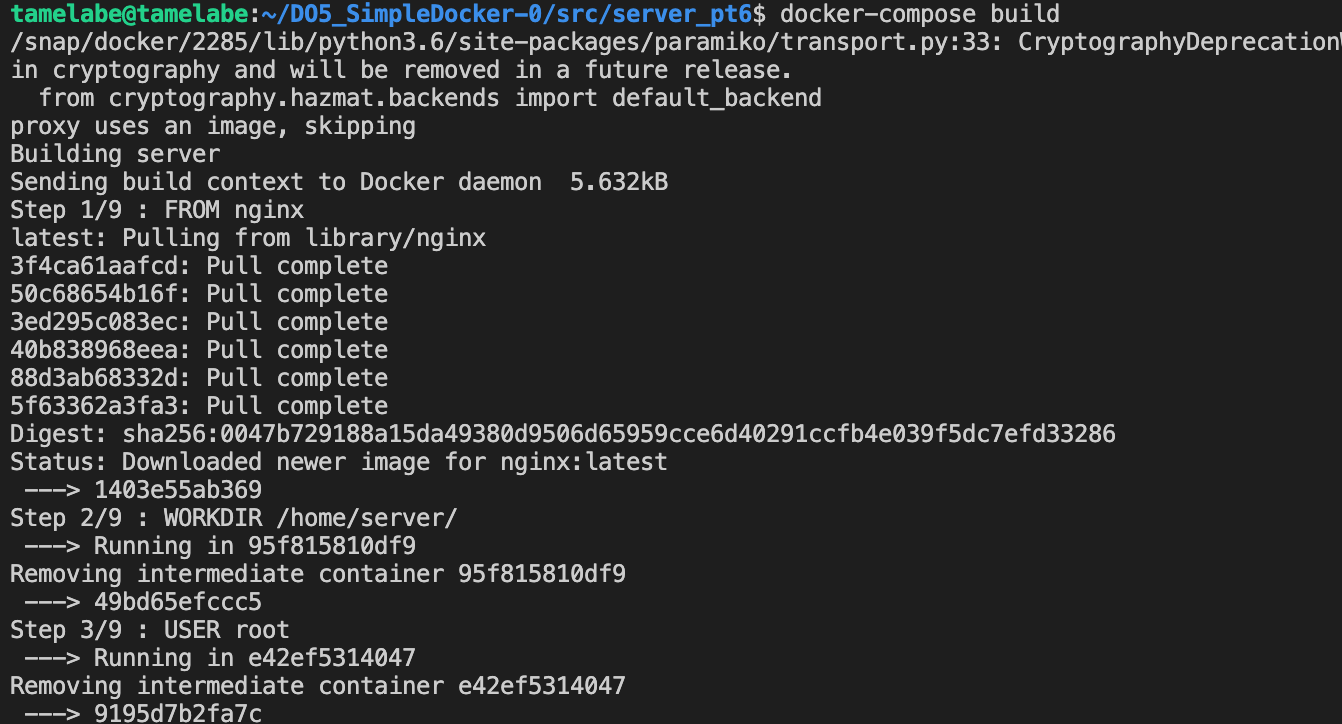 tamelabe@tamelabe:~/DO5_SimpleDocker-0/src/server_pt6$ docker-compose build
/snap/docker/2285/lib/python3.6/site-packages/paramiko/transport.py:33: CryptographyDeprecation
in cryptography and will be removed in a future release.
  from cryptography.hazmat.backends import default_backend
proxy uses an image, skipping
Building server
Sending build context to Docker daemon  5.632kB
Step 1/9 : FROM nginx
latest: Pulling from library/nginx
3f4ca61aafcd: Pull complete
50c68654b16f: Pull complete
3ed295c083ec: Pull complete
40b838968eea: Pull complete
88d3ab68332d: Pull complete
5f63362a3fa3: Pull complete
Digest: sha256:0047b729188a15da49380d9506d65959cce6d40291ccfb4e039f5dc7efd33286
Status: Downloaded newer image for nginx:latest
 ---> 1403e55ab369
Step 2/9 : WORKDIR /home/server/
 ---> Running in 95f815810df9
Removing intermediate container 95f815810df9
 ---> 49bd65efccc5
Step 3/9 : USER root
 ---> Running in e42ef5314047
Removing intermediate container e42ef5314047
 ---> 9195d7b2fa7c